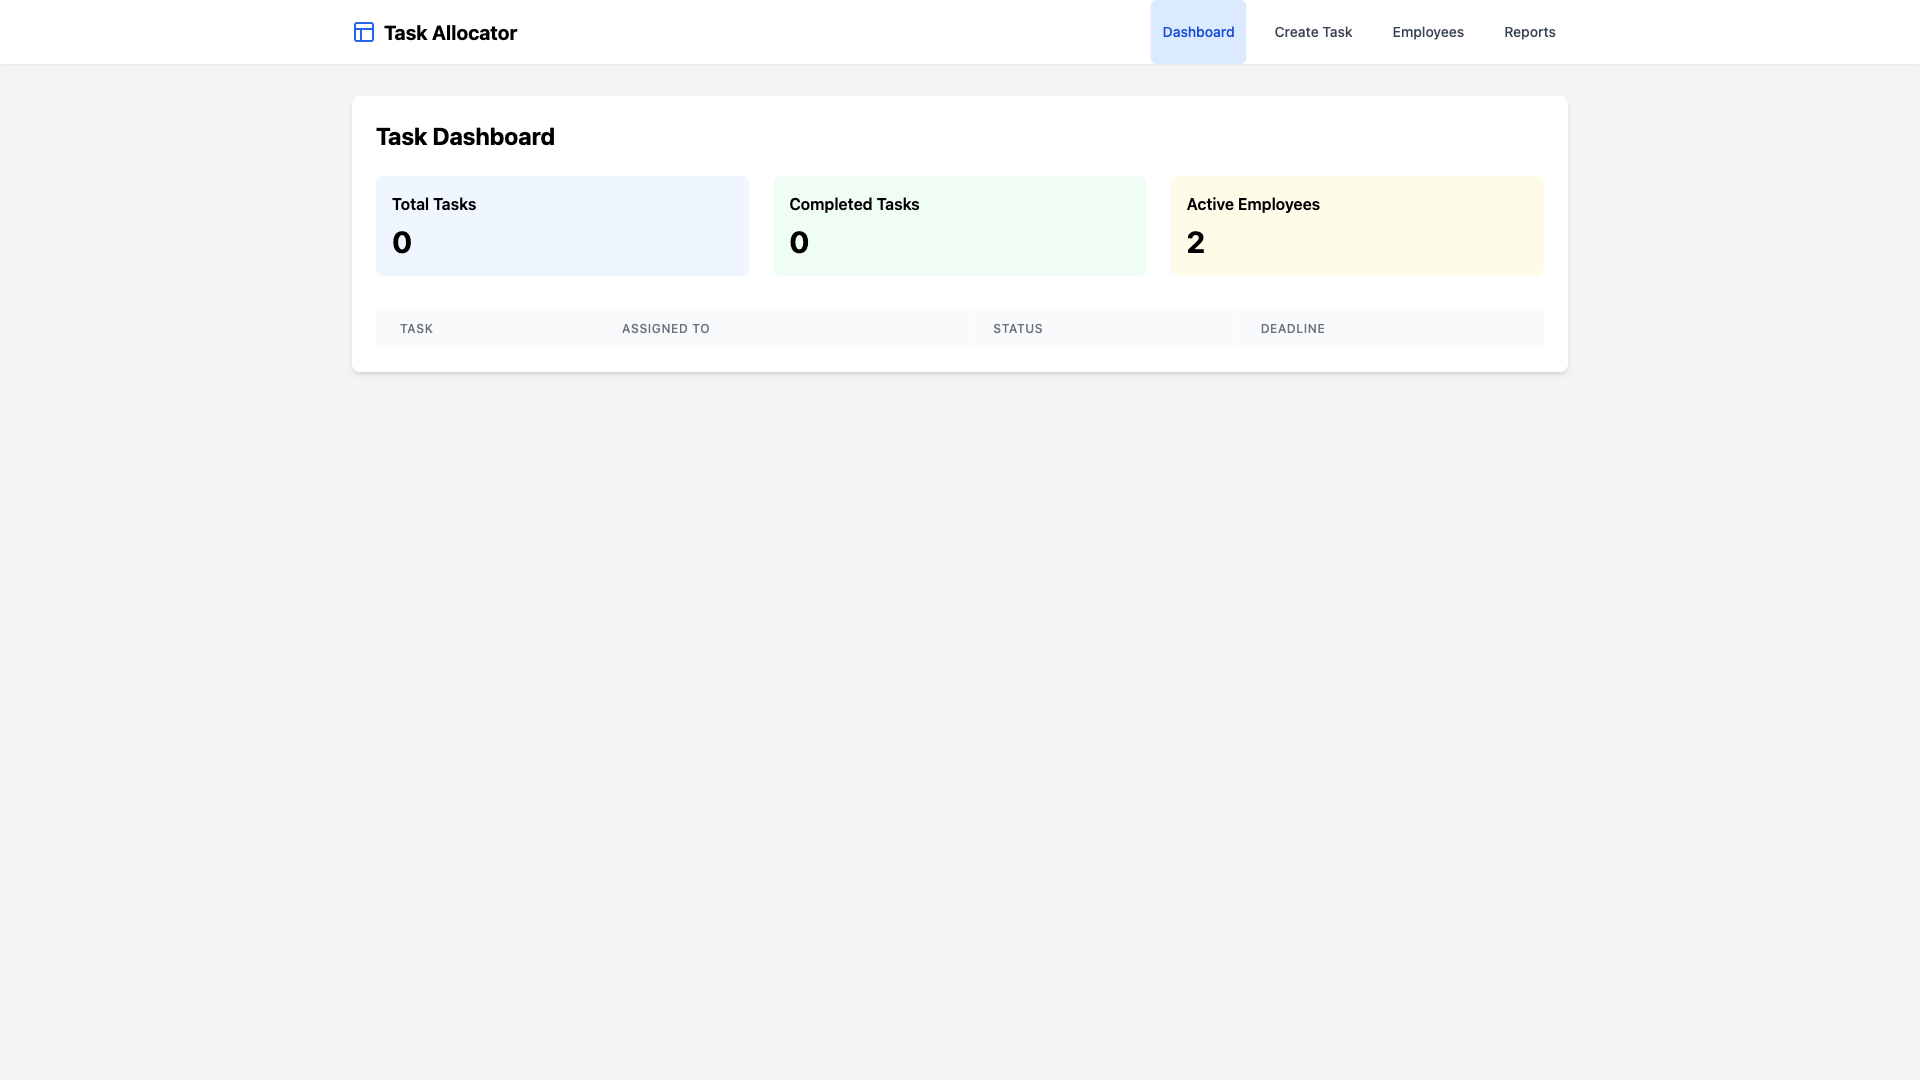 Task Allocator
Dashboard
Create Task
Employees
Reports
Task Dashboard
Total Tasks
0
Completed Tasks
0
Active Employees
2
TASK
ASSIGNED TO
STATUS
DEADLINE